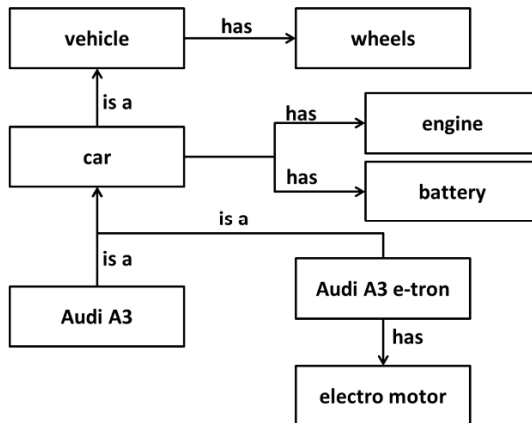 vehicle
has
wheels
is a
car
has
engine
has
battery
is a
is a
Audi A3
Audi A3 e-tron
has
electro motor